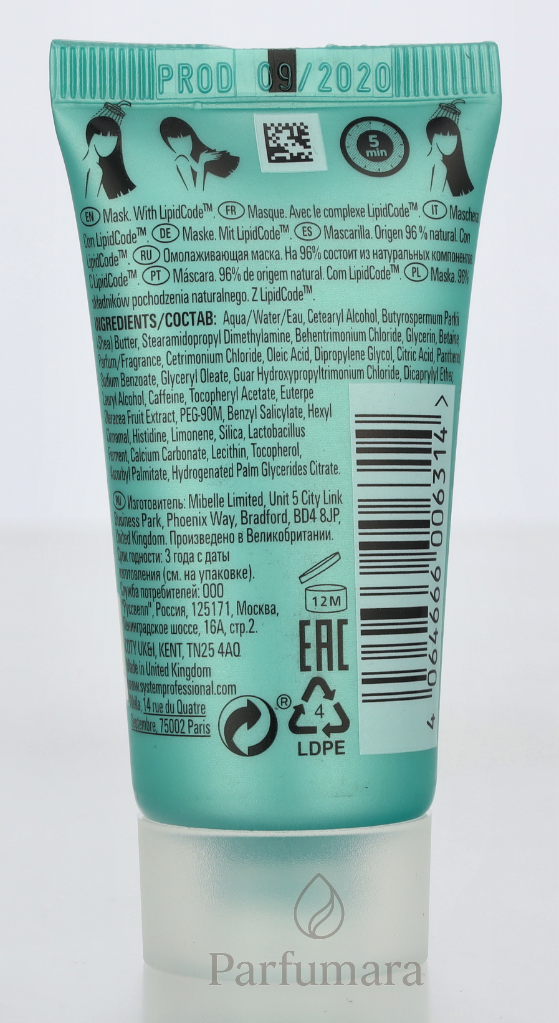 PROD 09/2020
5
min
EN Mask. With LipidCode™. FR Masque. Avec le complexe LipidCode™. IT Maschera.
Con LipidCode™. DE Maske. Mit LipidCode™. ES Mascarilla. Origen 96 % natural. Con
LipidCode™. RU Омолаживающая маска. На 96% состоит из натуральных компонентов
С LipidCode™. PT Máscara. 96% de origem natural. Com LipidCode™. PL Maska. 96%
składników pochodzenia naturalnego. Z LipidCode™.
INGREDIENTS/СОСТАВ: Aqua/Water/Eau, Cetearyl Alcohol, Butyrospermum Parkii
(Shea) Butter, Stearamidopropyl Dimethylamine, Behentrimonium Chloride, Glycerin, Betaine,
Parfum/Fragrance, Cetrimonium Chloride, Oleic Acid, Dipropylene Glycol, Citric Acid, Panthenol,
Sodium Benzoate, Glyceryl Oleate, Guar Hydroxypropyltrimonium Chloride, Dicaprylyl Ether,
Lauryl Alcohol, Caffeine, Tocopheryl Acetate, Euterpe
Oleracea Fruit Extract, PEG-90M, Benzyl Salicylate, Hexyl
Cinnamal, Histidine, Limonene, Silica, Lactobacillus
Ferment, Calcium Carbonate, Lecithin, Tocopherol,
Ascorbyl Palmitate, Hydrogenated Palm Glycerides Citrate.
RU Изготовитель: Mibelle Limited, Unit 5 City Link
Business Park, Phoenix Way, Bradford, BD4 8JP,
United Kingdom. Произведено в Великобритании.
Срок годности: 3 года с даты
изготовления (см. на упаковке).
Служба потребителей: ООО
Россия, 125171, Москва,
Ленинградское шоссе, 16А, стр.2.
COTY UK&I, KENT, TN25 4AQ
Made in United Kingdom
www.systemprofessional.com
Wella, 14 rue du Quatre
Septembre, 75002 Paris
12M
EAC
®
4
LDPE
4 064666 006314 >
Parfumara